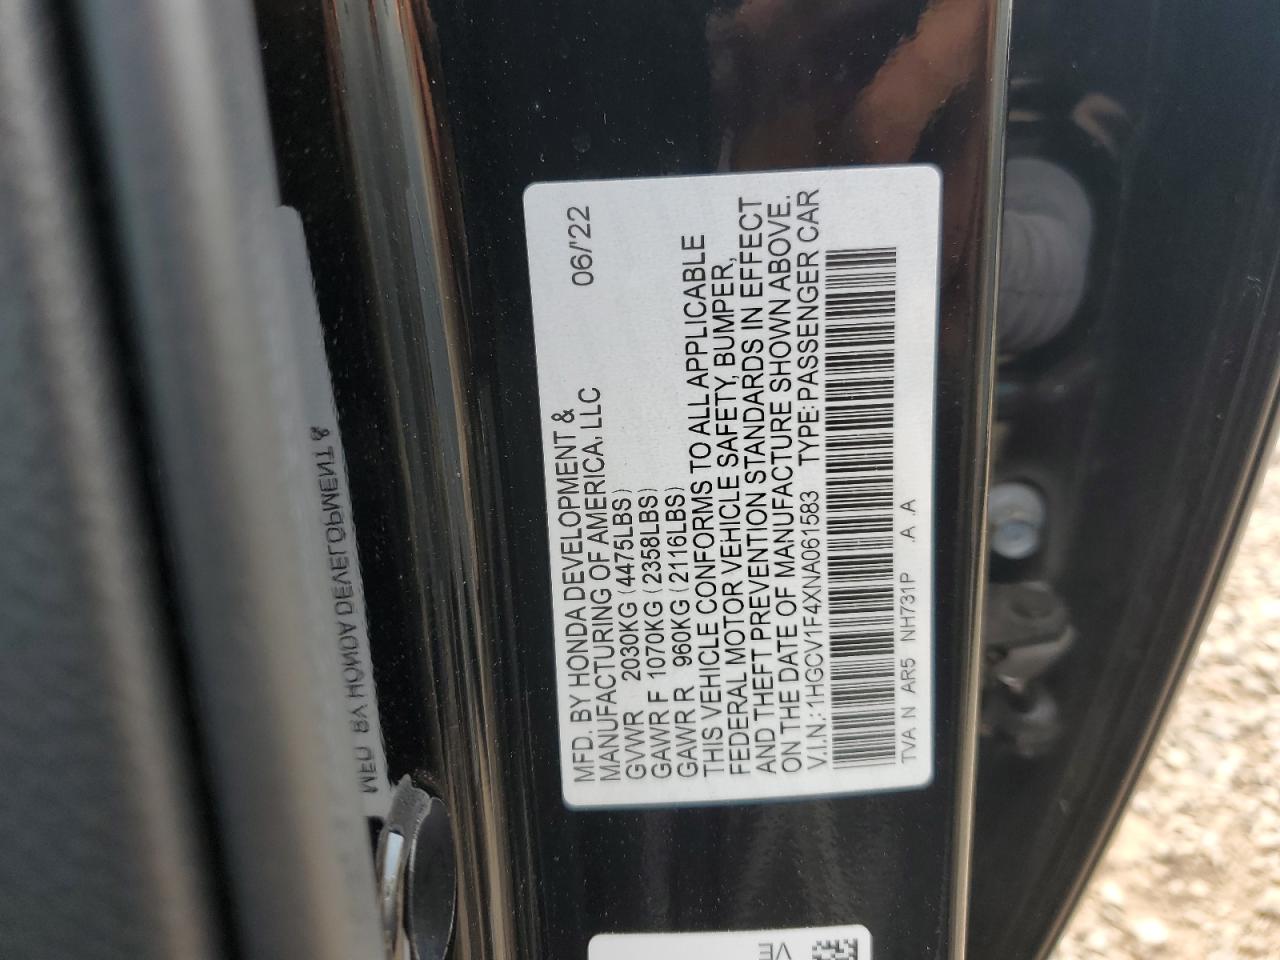 MFD. BY HONDA DEVELOPMENT &
MANUFACTURING OF AMERICA, LLC 06/'22
GVWR 2030KG (4475LBS)
GAWR F 1070KG (2358LBS)
GAWR R 960KG (2116LBS)
THIS VEHICLE CONFORMS TO ALL APPLICABLE
FEDERAL MOTOR VEHICLE SAFETY, BUMPER,
AND THEFT PREVENTION STANDARDS IN EFFECT
ON THE DATE OF MANUFACTURE SHOWN ABOVE.
V.I.N.: 1HGCV1F4XNA061583 TYPE: PASSENGER CAR
TVA N AR5 NH731P .A .A
MFD. BY HONDA DEVELOPMENT &